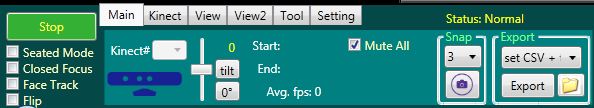 Stop
Seated Mode
Closed Focus
Face Track
Flip
Main Kinect View View2 Tool Setting
Kinect#
0
tilt
0°
Start:
End:
Avg. fps: 0
Mute All
Status: Normal
Snap
3
Export
set CSV +
Export